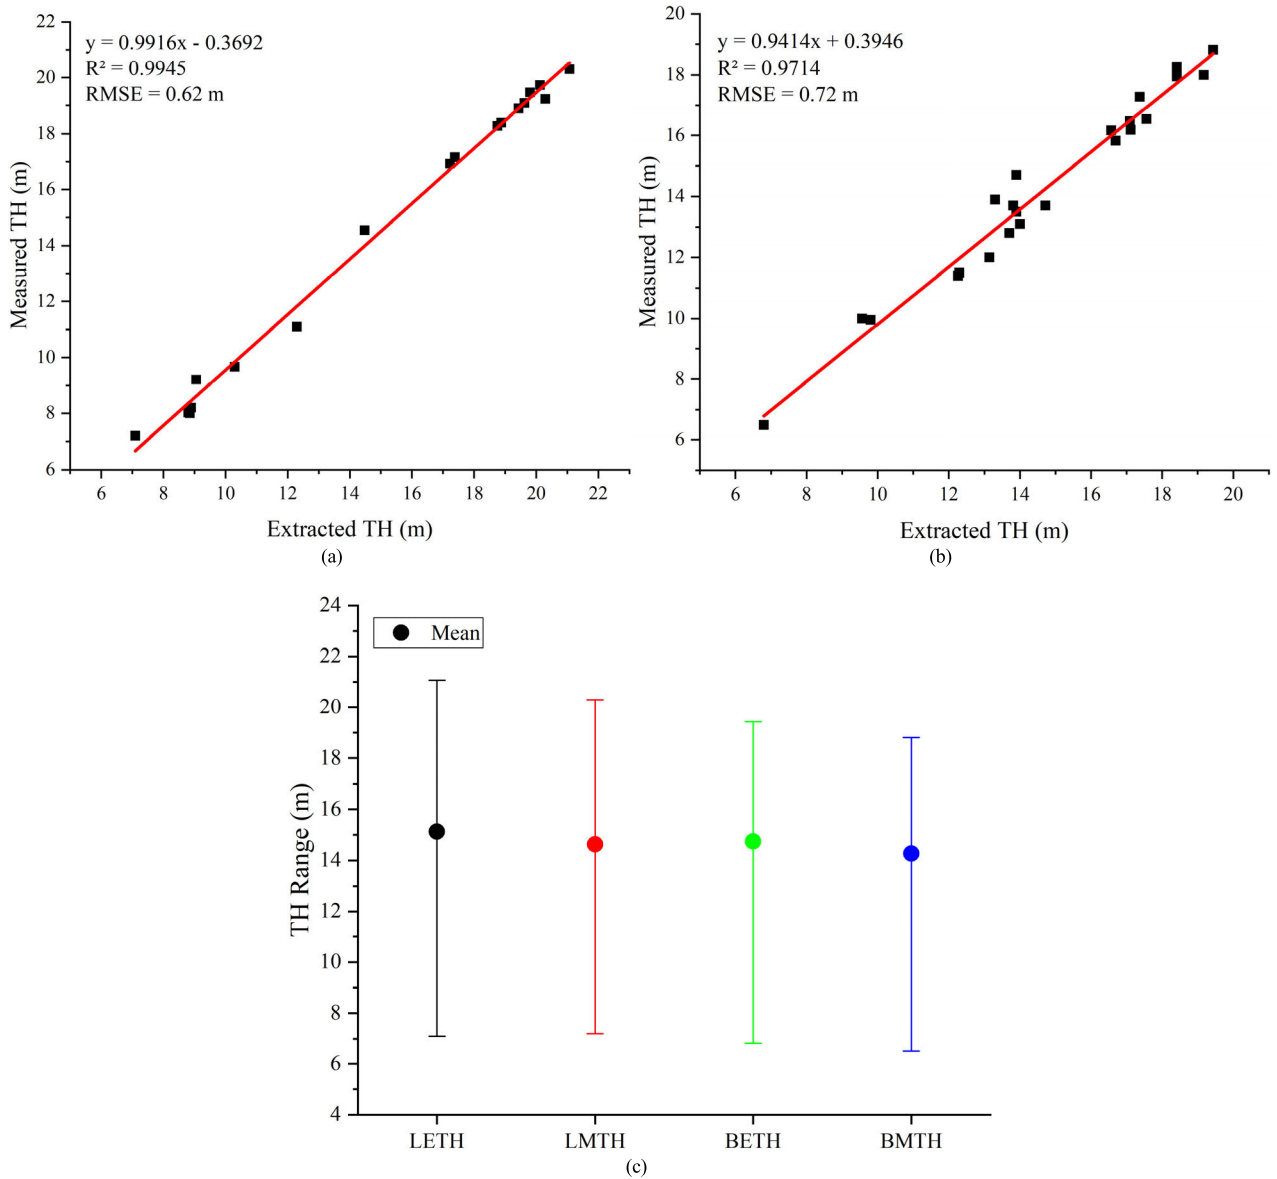 y = 0.9916x - 0.3692
R² = 0.9945
RMSE = 0.62 m
22
20
18
16
14
12
10
8
6
Measured TH (m)
6 8 10 12 14 16 18 20 22
Extracted TH (m)
(a)
y = 0.9414x + 0.3946
R² = 0.9714
RMSE = 0.72 m
20
18
16
14
12
10
8
6
Measured TH (m)
6 8 10 12 14 16 18 20
Extracted TH (m)
(b)
Mean
24
22
20
18
16
14
12
10
8
6
4
TH Range (m)
LETH LMTH BETH BMTH
(c)